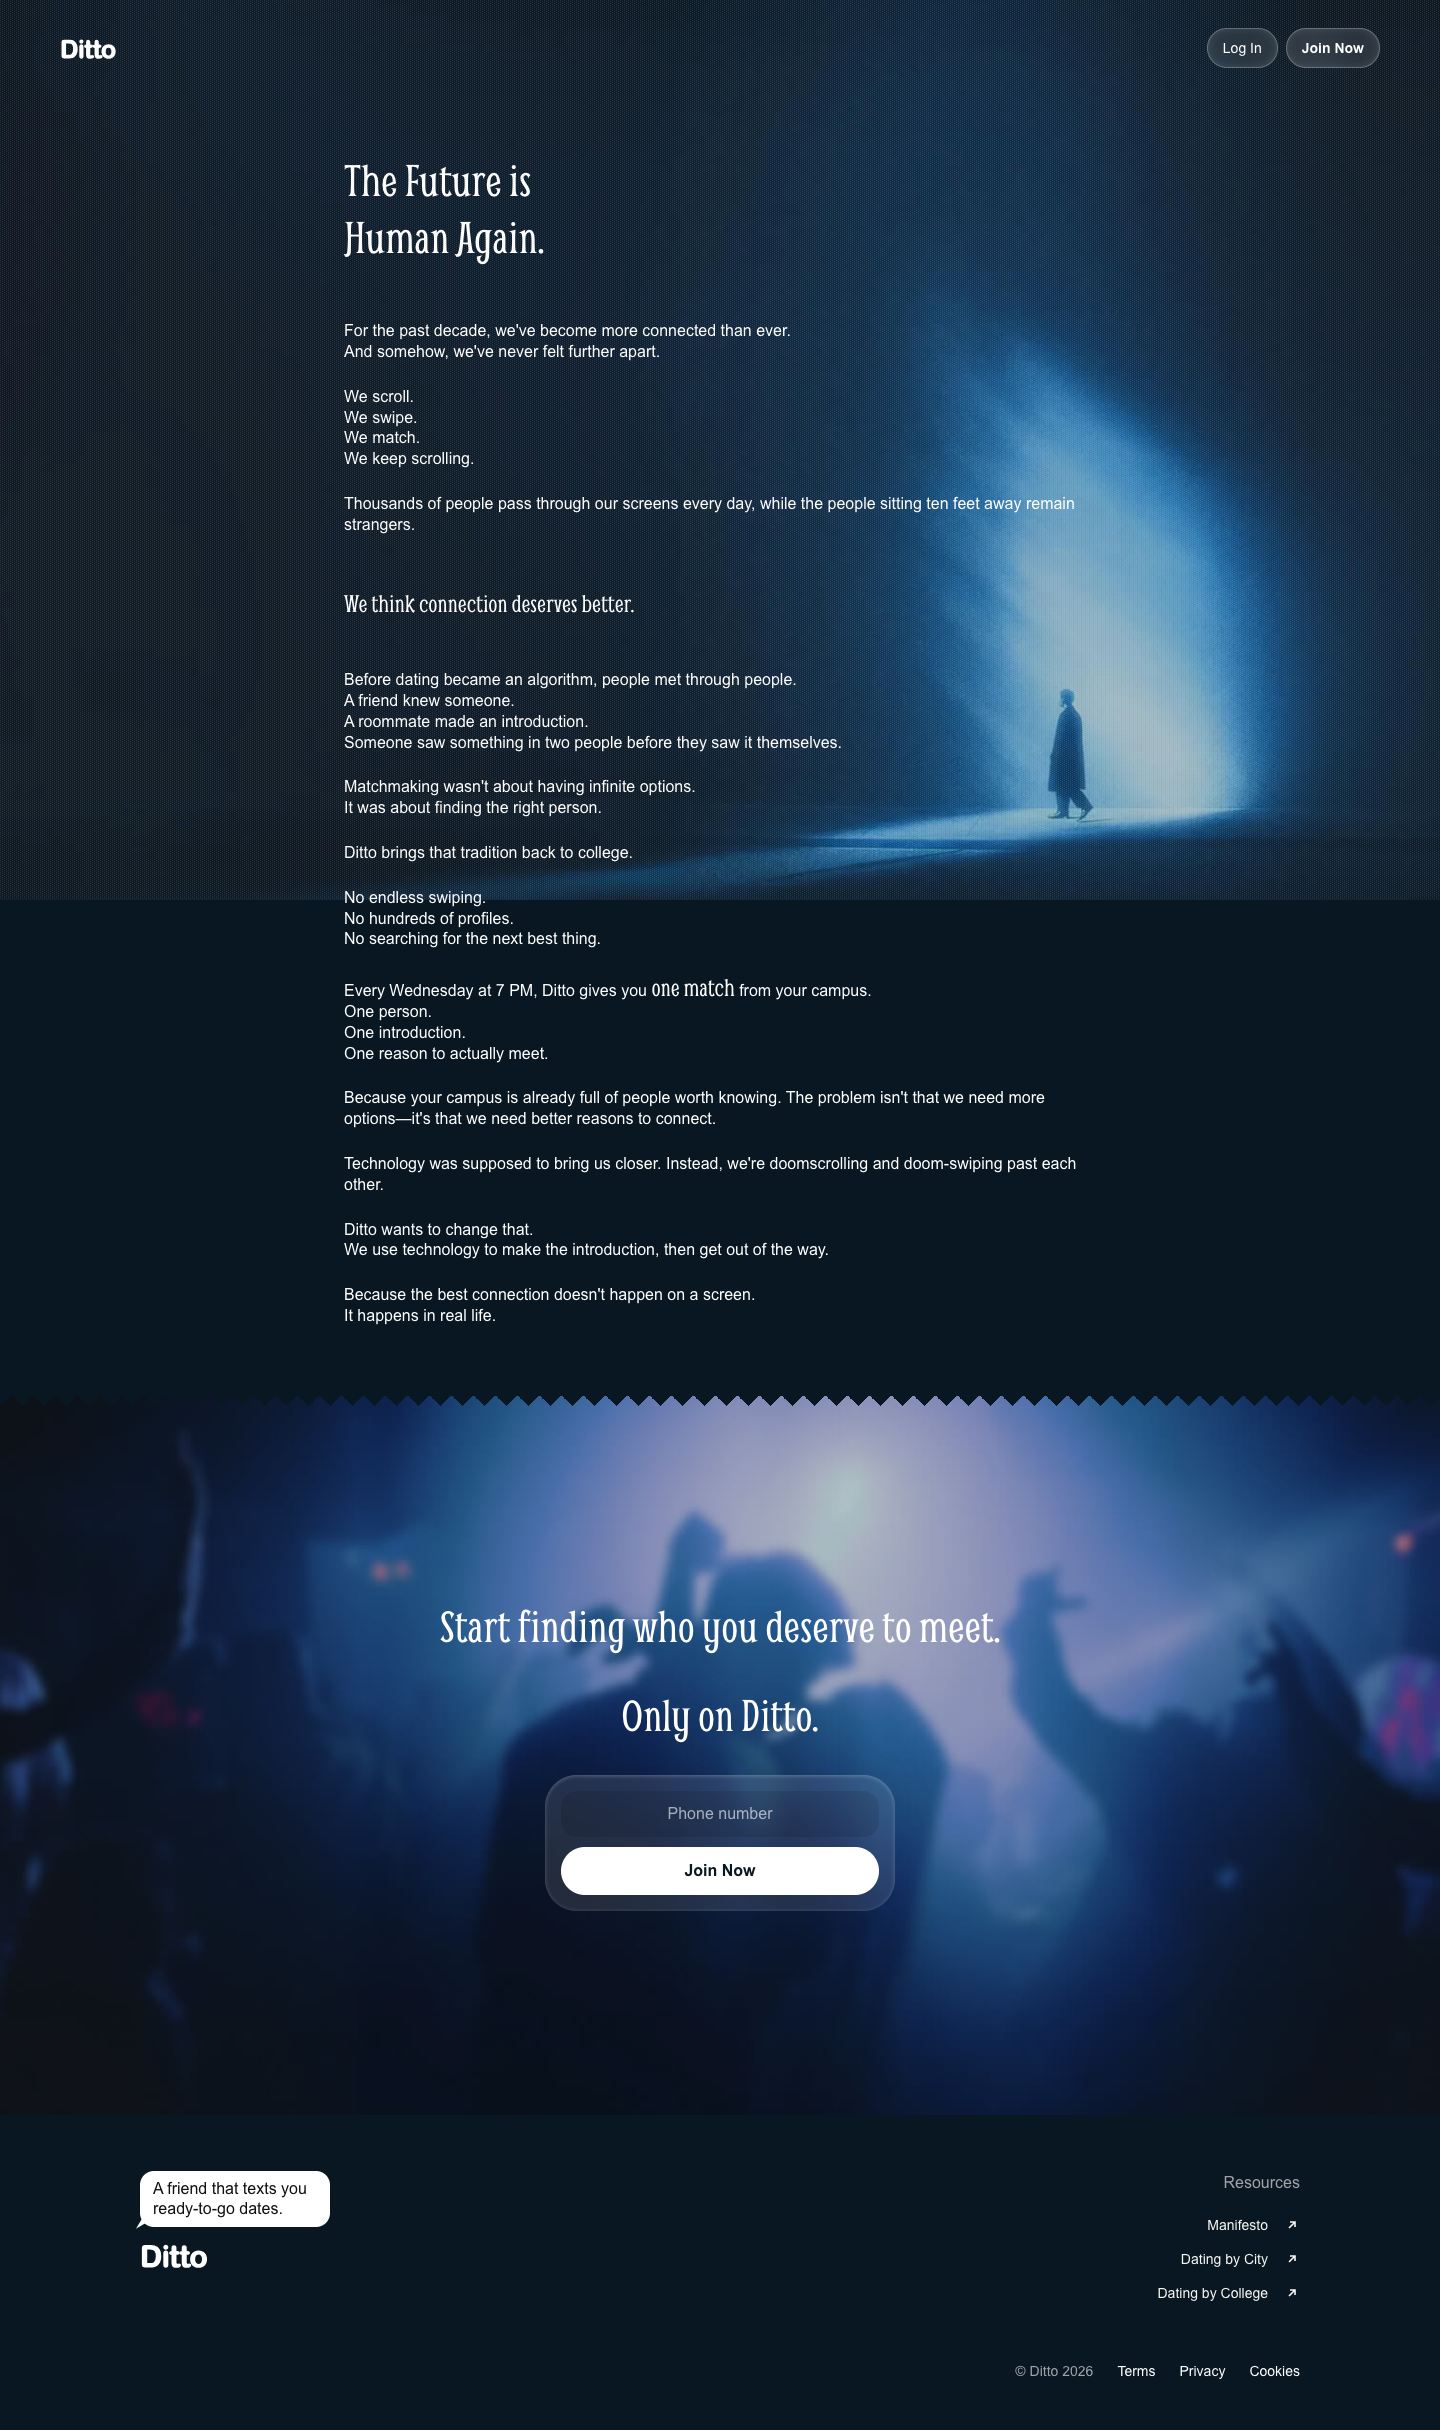 Ditto
Log In
Join Now
The Future is
Human Again.
For the past decade, we've become more connected than ever.
And somehow, we've never felt further apart.
We scroll.
We swipe.
We match.
We keep scrolling.
Thousands of people pass through our screens every day, while the people sitting ten feet away remain
strangers.
We think connection deserves better.
Before dating became an algorithm, people met through people.
A friend knew someone.
A roommate made an introduction.
Someone saw something in two people before they saw it themselves.
Matchmaking wasn't about having infinite options.
It was about finding the right person.
Ditto brings that tradition back to college.
No endless swiping.
No hundreds of profiles.
No searching for the next best thing.
Every Wednesday at 7 PM, Ditto gives you one match from your campus.
One person.
One introduction.
One reason to actually meet.
Because your campus is already full of people worth knowing. The problem isn't that we need more
options—it's that we need better reasons to connect.
Technology was supposed to bring us closer. Instead, we're doomscrolling and doom-swiping past each
other.
Ditto wants to change that.
We use technology to make the introduction, then get out of the way.
Because the best connection doesn't happen on a screen.
It happens in real life.
Start finding who you deserve to meet.
Only on Ditto.
Phone number
Join Now
A friend that texts you
ready-to-go dates.
Ditto
Resources
Manifesto
Dating by City
Dating by College
© Ditto 2026
Terms
Privacy
Cookies